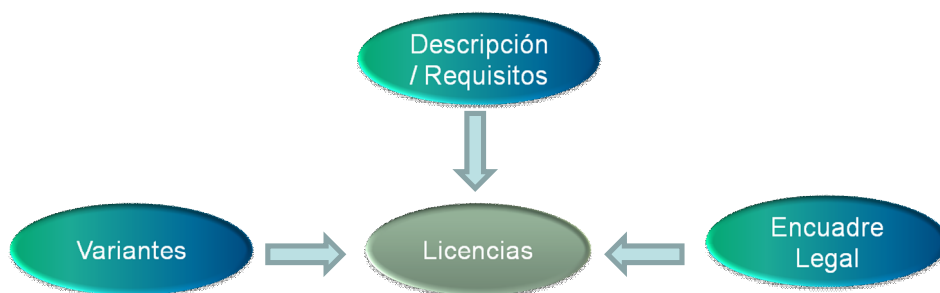 Descripción
/ Requisitos
Variantes
Licencias
Encuadre
Legal